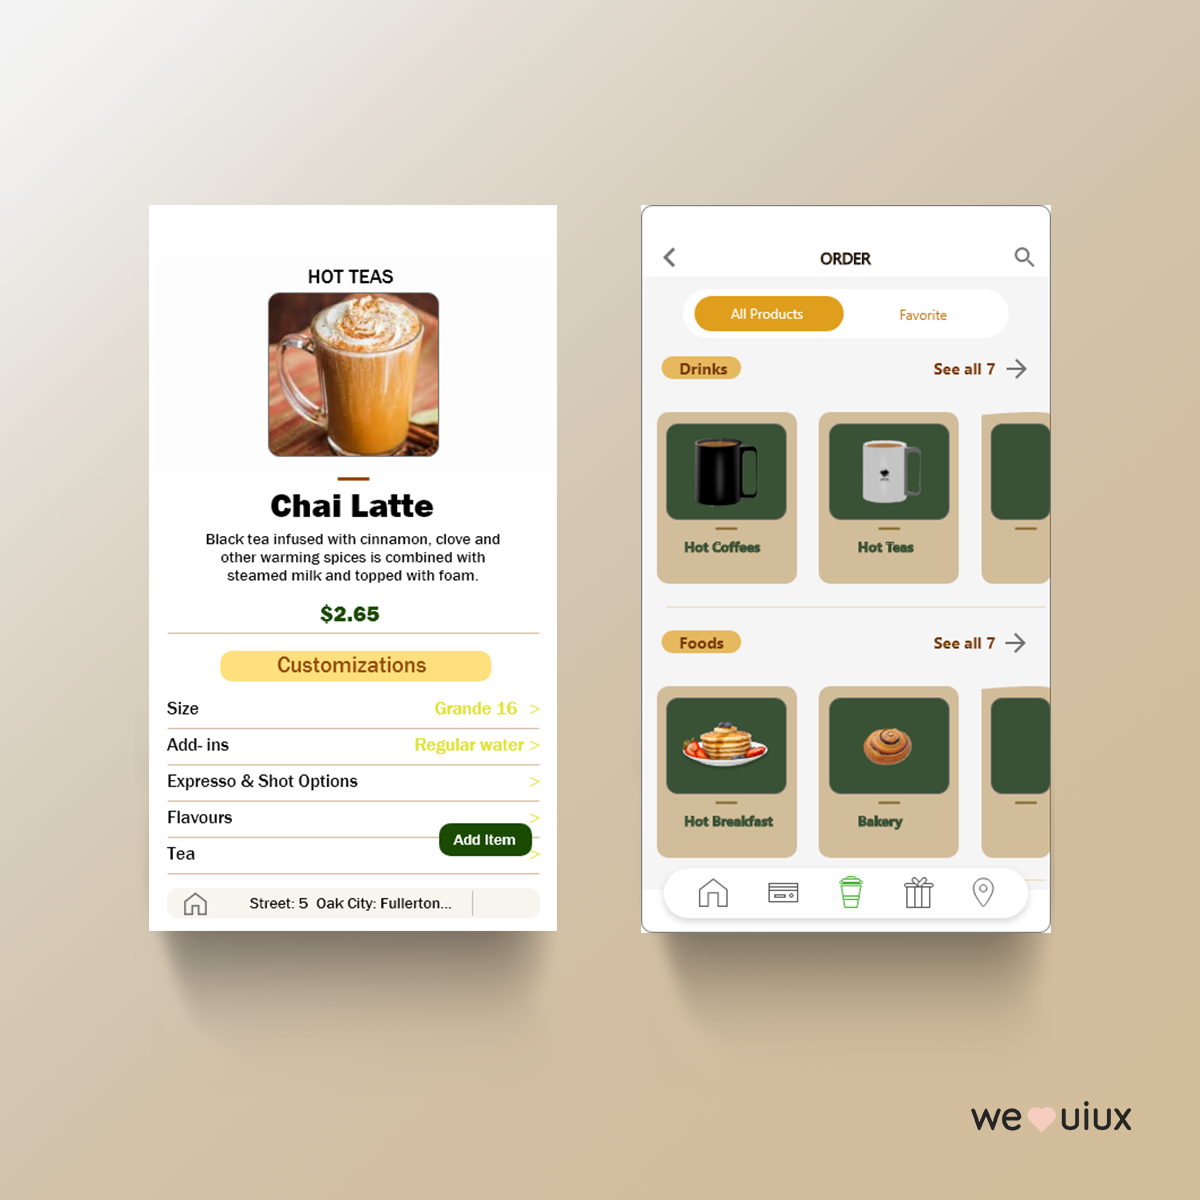 HOT TEAS
Chai Latte
Black tea infused with cinnamon, clove and
other warming spices is combined with
steamed milk and topped with foam.
$2.65
Customizations
Size Grande 16 >
Add- ins Regular water >
Expresso & Shot Options >
Flavours >
Add Item
Tea >
Street: 5 Oak City: Fullerton...
ORDER
All Products Favorite
Drinks See all 7
Hot Coffees Hot Teas
Foods See all 7
Hot Breakfast Bakery
we uiux